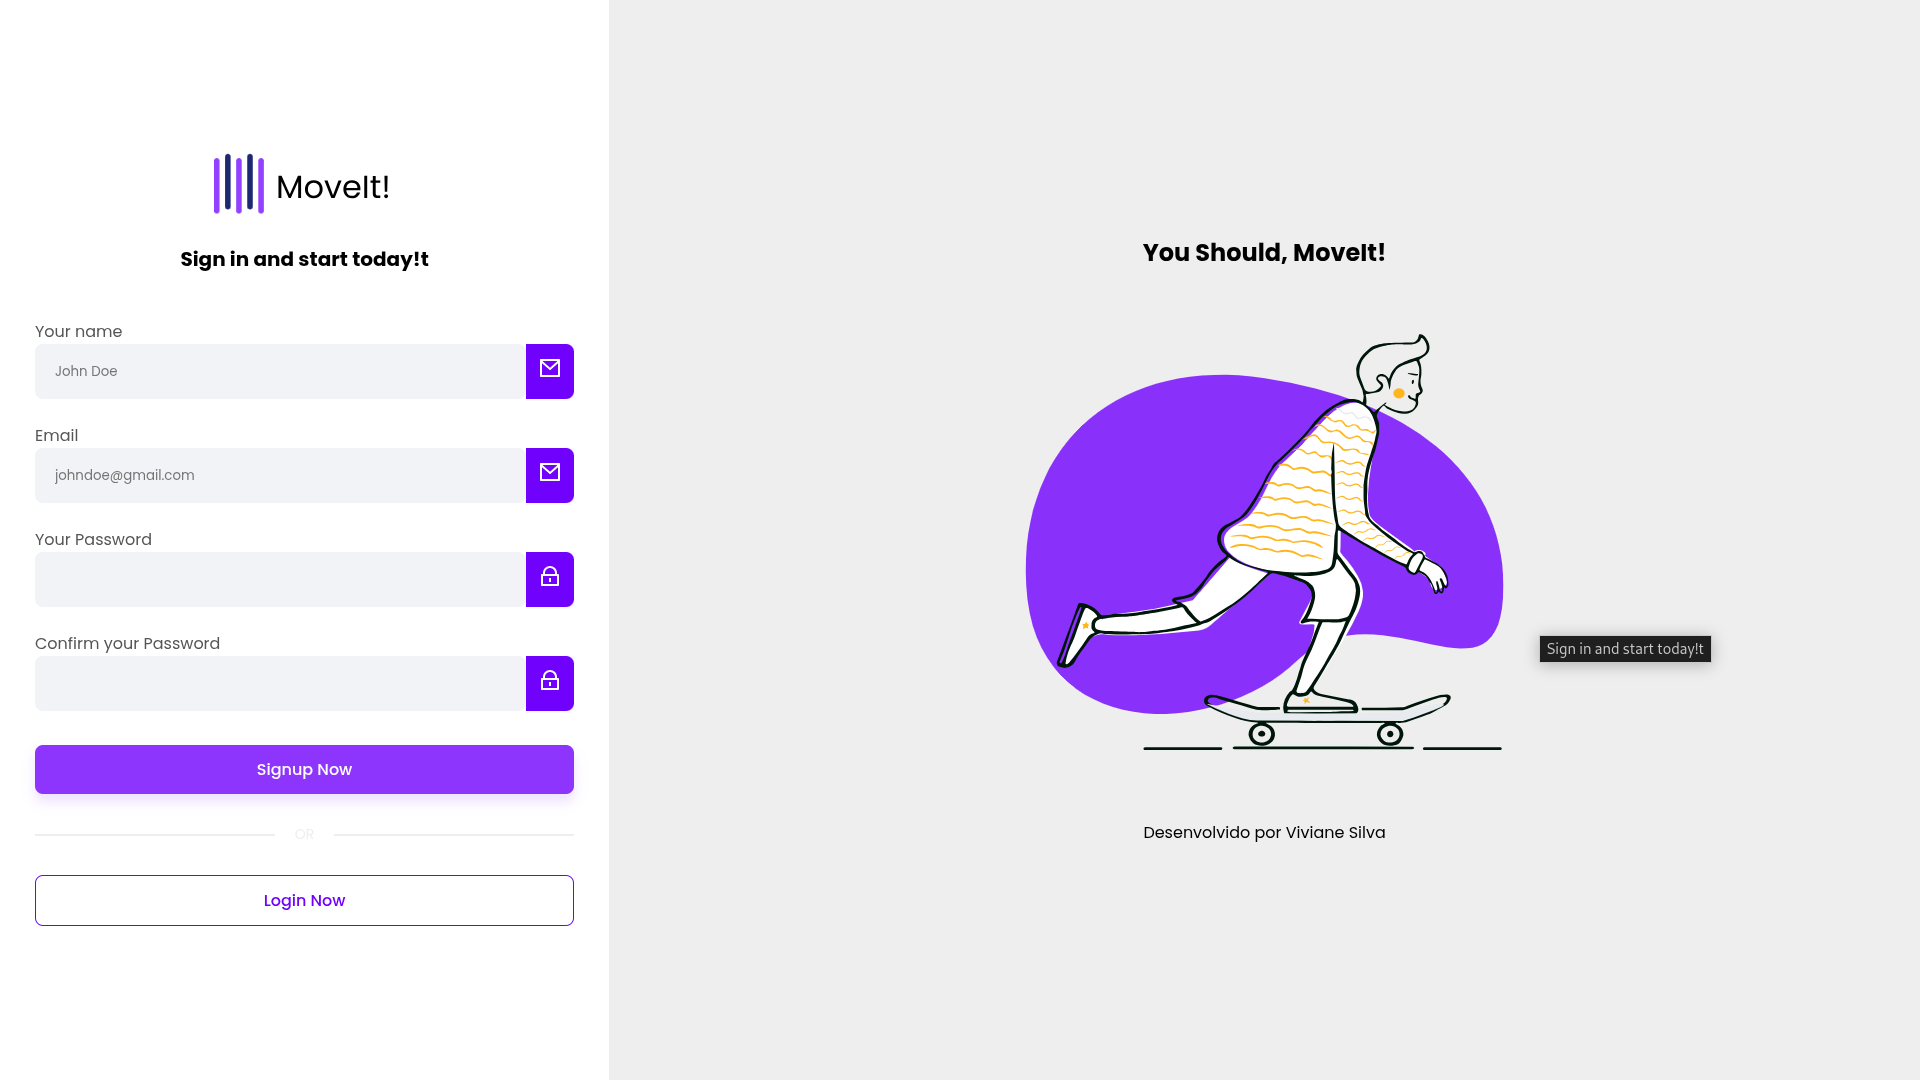 MoveIt!
Sign in and start today!t
Your name
John Doe
Email
johndoe@gmail.com
Your Password
Confirm your Password
Signup Now
OR
Login Now
You Should, MoveIt!
Sign in and start today!t
Desenvolvido por Viviane Silva